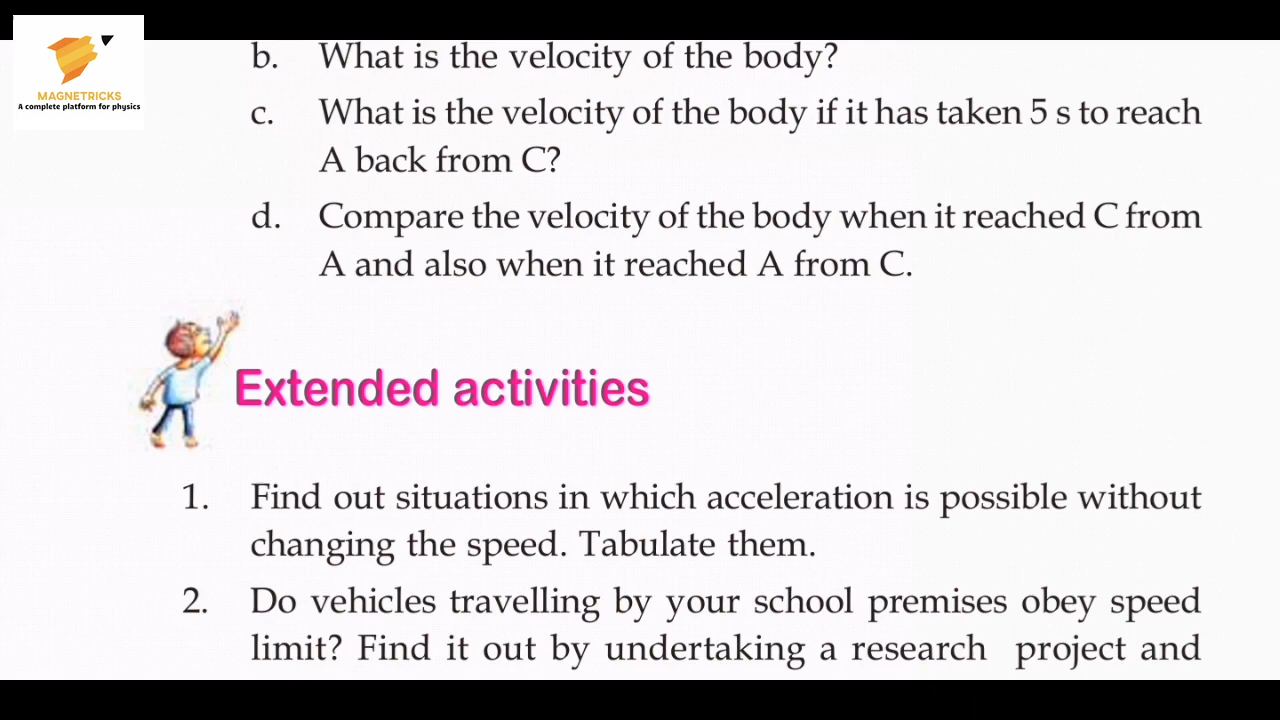 MAGNETRICKS
A complete platform for physics
b. What is the velocity of the body?
c. What is the velocity of the body if it has taken 5 s to reach
A back from C?
d. Compare the velocity of the body when it reached C from
A and also when it reached A from C.
Extended activities
1. Find out situations in which acceleration is possible without
changing the speed. Tabulate them.
2. Do vehicles travelling by your school premises obey speed
limit? Find it out by undertaking a research project and